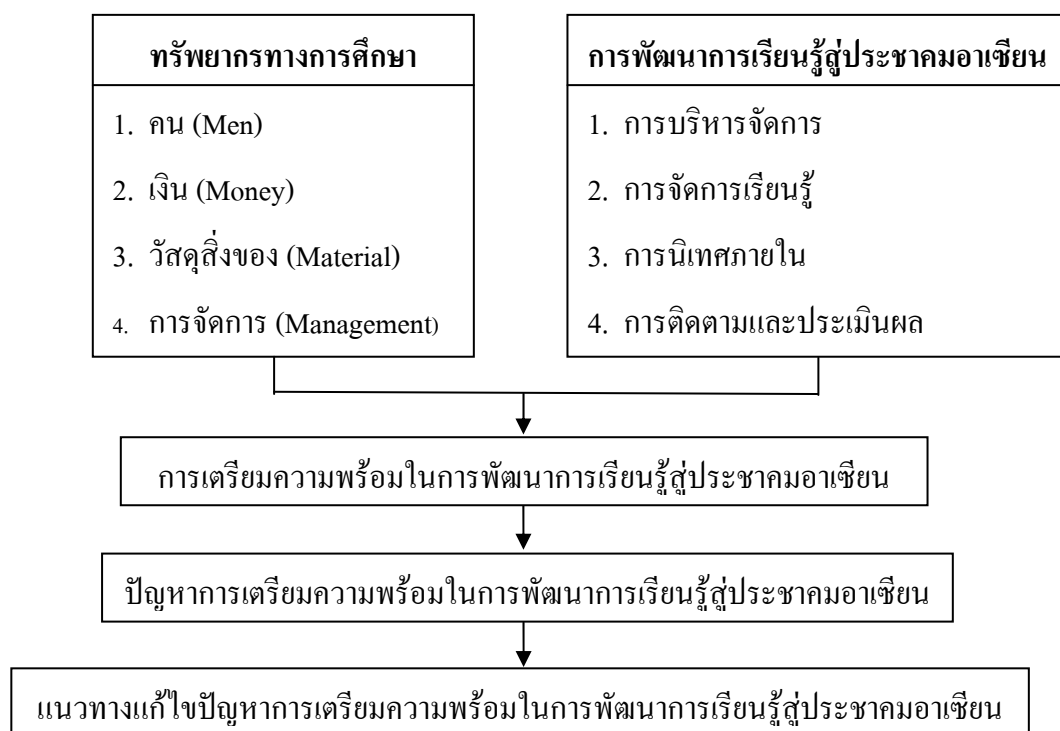 ทรัพยากรทางการศึกษา
1. คน (Men)
2. เงิน (Money)
3. วัสดุสิ่งของ (Material)
4. การจัดการ (Management)
การพัฒนาการเรียนรู้สู่ประชาคมอาเซียน
1. การบริหารจัดการ
2. การจัดการเรียนรู้
3. การนิเทศภายใน
4. การติดตามและประเมินผล
การเตรียมความพร้อมในการพัฒนาการเรียนรู้สู่ประชาคมอาเซียน
ปัญหาการเตรียมความพร้อมในการพัฒนาการเรียนรู้สู่ประชาคมอาเซียน
แนวทางแก้ไขปัญหาการเตรียมความพร้อมในการพัฒนาการเรียนรู้สู่ประชาคมอาเซียน